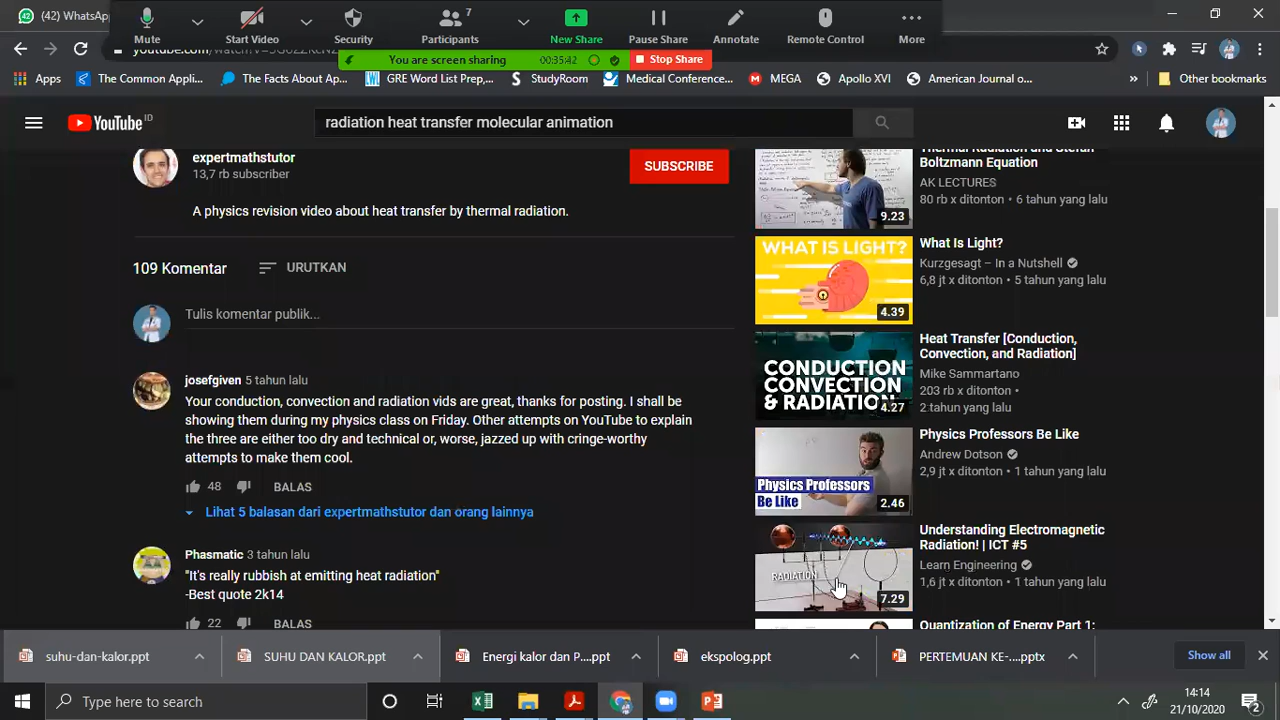 (42) WhatsApp
Mute
Start Video
Security
7
Participants
New Share
Pause Share
Annotate
Remote Control
More
You are screen sharing
00:35:42
Stop Share
Apps
The Common Appli...
The Facts About Ap...
GRE Word List Prep,...
StudyRoom
Medical Conference...
MEGA
Apollo XVI
American Journal o...
»
Other bookmarks
YouTube ID
radiation heat transfer molecular animation
expertmathstutor
13,7 rb subscriber
SUBSCRIBE
A physics revision video about heat transfer by thermal radiation.
109 Komentar
URUTKAN
Tulis komentar publik...
josefgiven 5 tahun lalu
Your conduction, convection and radiation vids are great, thanks for posting. I shall be
showing them during my physics class on Friday. Other attempts on YouTube to explain
the three are either too dry and technical or, worse, jazzed up with cringe-worthy
attempts to make them cool.
48
BALAS
Lihat 5 balasan dari expertmathstutor dan orang lainnya
Phasmatic 3 tahun lalu
"It's really rubbish at emitting heat radiation"
-Best quote 2k14
22
BALAS
Thermal Radiation and Stefan
Boltzmann Equation
AK LECTURES
80 rb x ditonton • 6 tahun yang lalu
9.23
WHAT IS LIGHT?
4.39
What Is Light?
Kurzgesagt – In a Nutshell
6,8 jt x ditonton • 5 tahun yang lalu
CONDUCTION
CONVECTION
& RADIATION
4.27
Heat Transfer [Conduction,
Convection, and Radiation]
Mike Sammartano
203 rb x ditonton •
2 tahun yang lalu
Physics Professors
Be Like
2.46
Physics Professors Be Like
Andrew Dotson
2,9 jt x ditonton • 1 tahun yang lalu
RADIATION
7.29
Understanding Electromagnetic
Radiation! | ICT #5
Learn Engineering
1,6 jt x ditonton • 1 tahun yang lalu
Quantization of Energy Part 1:
suhu-dan-kalor.ppt
SUHU DAN KALOR.ppt
Energi kalor dan P....ppt
ekspolog.ppt
PERTEMUAN KE-....pptx
Show all
Type here to search
14:14
21/10/2020
2